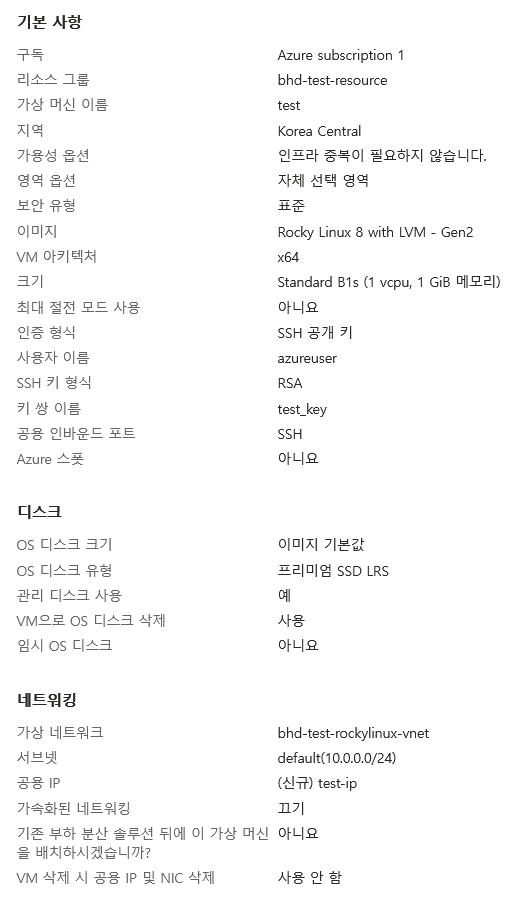 기본 사항
구독 Azure subscription 1
리소스 그룹 bhd-test-resource
가상 머신 이름 test
지역 Korea Central
가용성 옵션 인프라 중복이 필요하지 않습니다.
영역 옵션 자체 선택 영역
보안 유형 표준
이미지 Rocky Linux 8 with LVM - Gen2
VM 아키텍처 x64
크기 Standard B1s (1 vcpu, 1 GiB 메모리)
최대 절전 모드 사용 아니요
인증 형식 SSH 공개 키
사용자 이름 azureuser
SSH 키 형식 RSA
키 쌍 이름 test_key
공용 인바운드 포트 SSH
Azure 스폿 아니요
디스크
OS 디스크 크기 이미지 기본값
OS 디스크 유형 프리미엄 SSD LRS
관리 디스크 사용 예
VM으로 OS 디스크 삭제 사용
임시 OS 디스크 아니요
네트워킹
가상 네트워크 bhd-test-rockylinux-vnet
서브넷 default(10.0.0.0/24)
공용 IP (신규) test-ip
가속화된 네트워킹 끄기
기존 부하 분산 솔루션 뒤에 이 가상 머신 아니요
을 배치하시겠습니까?
VM 삭제 시 공용 IP 및 NIC 삭제 사용 안 함